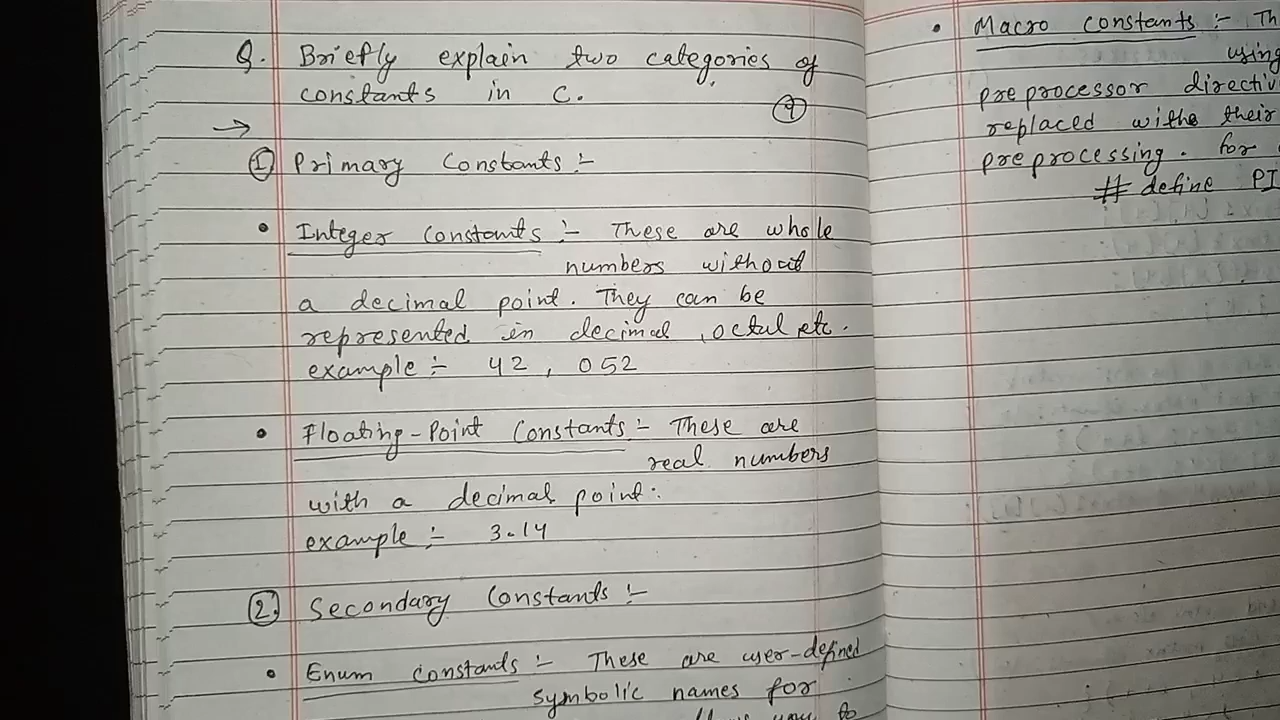 Q. Briefly explain two categories of
constants in C.
④
→
① Primary Constants :-
• Integer Constants :- These are whole
numbers without
a decimal point. They can be
represented in decimal, octal etc.
example :- 42, 052
• Floating-Point Constants :- These are
real numbers
with a decimal point.
example :- 3.14
② Secondary Constants :-
• Enum constants :- These are user-defined
symbolic names for
• Macro constants :- Th
using
preprocessor directiv
replaced withe their
preprocessing. For
# define PI